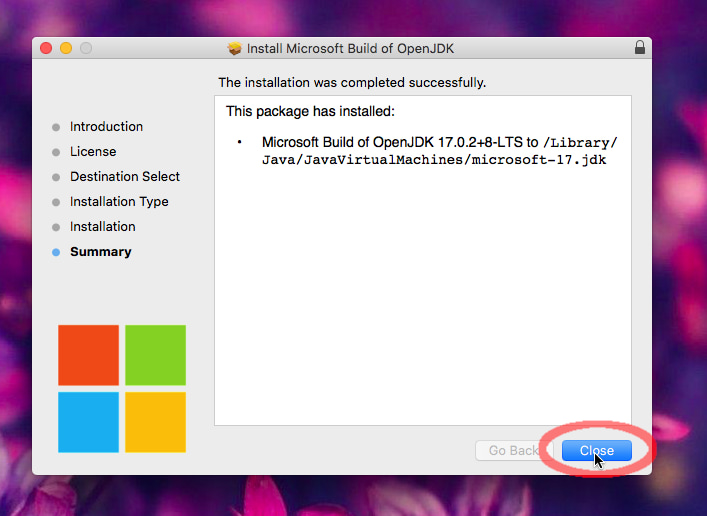 Install Microsoft Build of OpenJDK
The installation was completed successfully.
Introduction
License
Destination Select
Installation Type
Installation
Summary
This package has installed:
• Microsoft Build of OpenJDK 17.0.2+8-LTS to /Library/
Java/JavaVirtualMachines/microsoft-17.jdk
Go Back
Close